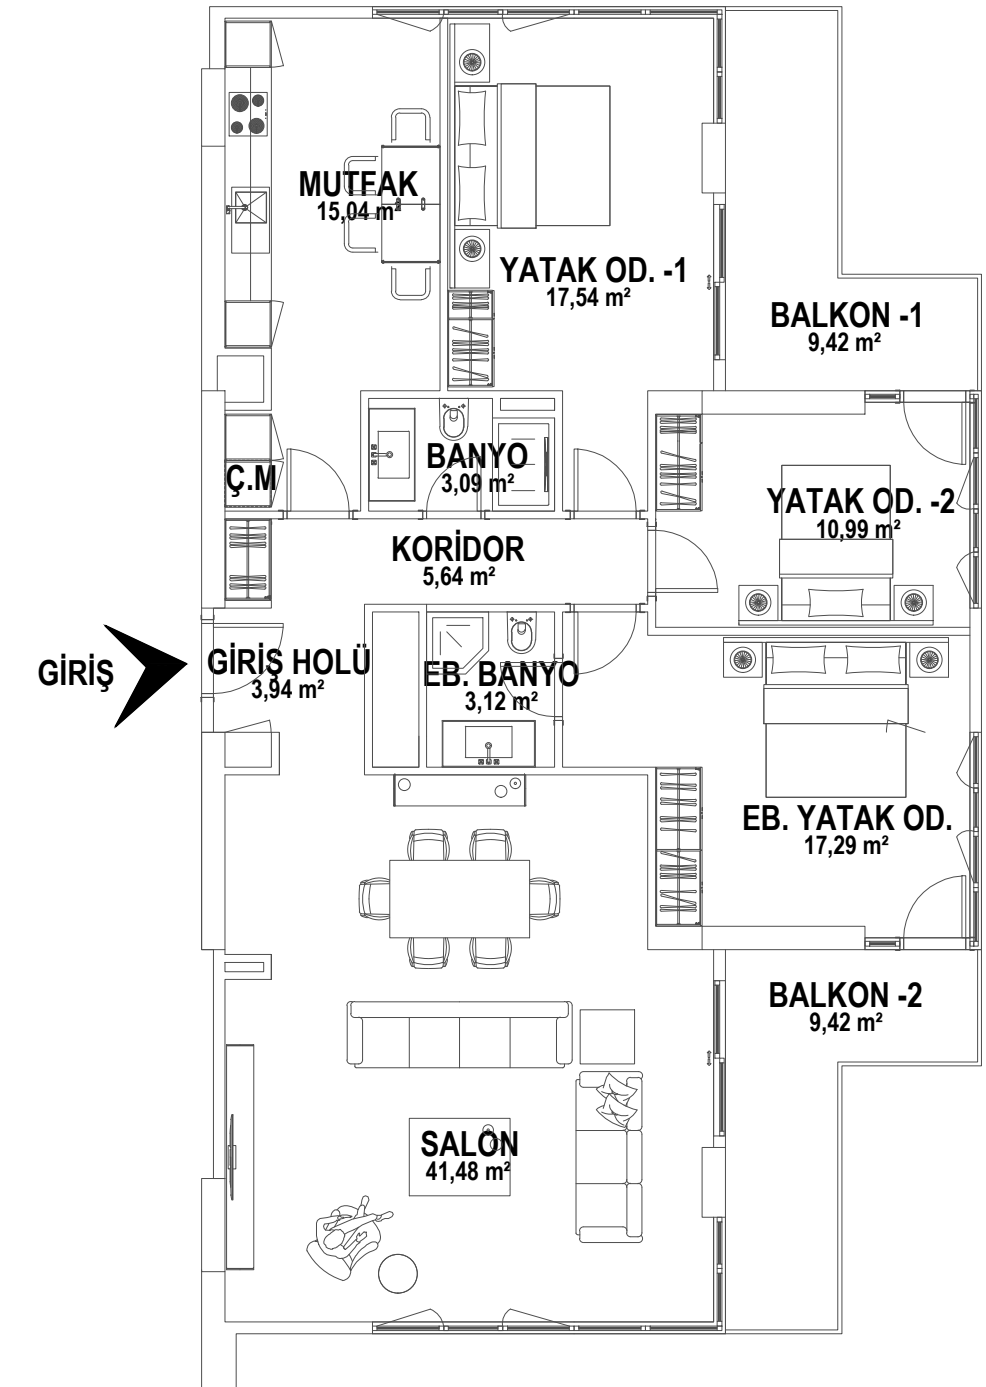 MUTFAK
15,04 m²
YATAK OD. -1
17,54 m²
BALKON -1
9,42 m²
BANYO
3,09 m²
Ç.M
YATAK OD. -2
10,99 m²
KORİDOR
5,64 m²
GİRİŞ
GİRİŞ HOLÜ
3,94 m²
EB. BANYO
3,12 m²
EB. YATAK OD.
17,29 m²
BALKON -2
9,42 m²
SALON
41,48 m²